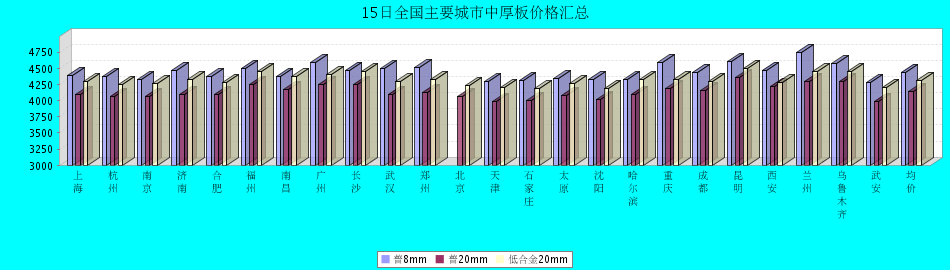 15日全国主要城市中厚板价格汇总
4750
4500
4250
4000
3750
3500
3250
3000
上海 杭州 南京 济南 合肥 福州 南昌 广州 长沙 武汉 郑州 北京 天津 石家庄 太原 沈阳 哈尔滨 重庆 成都 昆明 西安 兰州 乌鲁木齐 武安 均价
普8mm 普20mm 低合金20mm